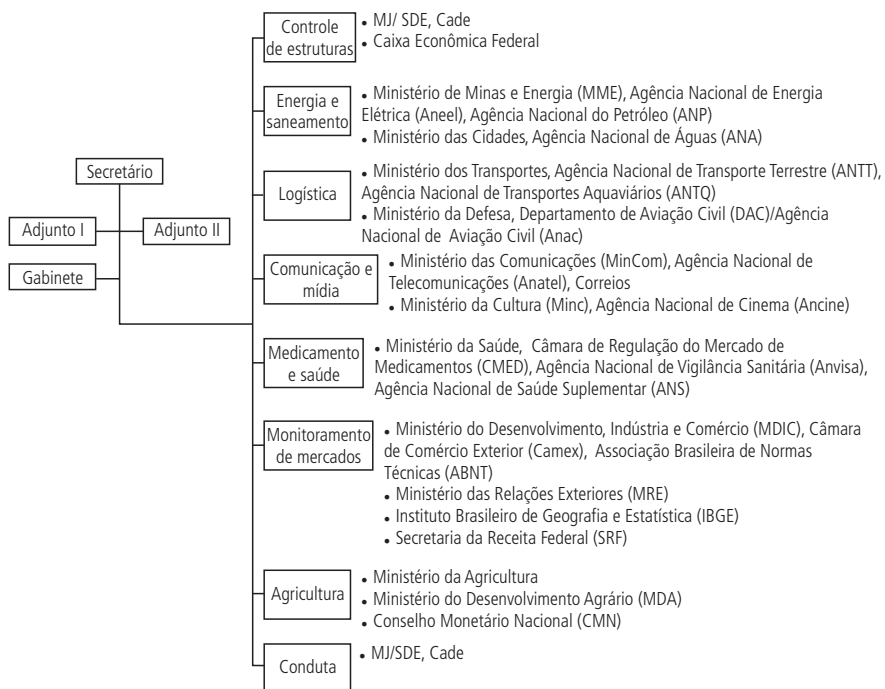 Secretário
Adjunto I
Adjunto II
Gabinete
Controle
de estruturas
• MJ/ SDE, Cade
• Caixa Econômica Federal
Energia e
saneamento
• Ministério de Minas e Energia (MME), Agência Nacional de Energia
Elétrica (Aneel), Agência Nacional do Petróleo (ANP)
• Ministério das Cidades, Agência Nacional de Águas (ANA)
Logística
• Ministério dos Transportes, Agência Nacional de Transporte Terrestre (ANTT),
Agência Nacional de Transportes Aquaviários (ANTQ)
• Ministério da Defesa, Departamento de Aviação Civil (DAC)/Agência
Nacional de Aviação Civil (Anac)
Comunicação e
mídia
• Ministério das Comunicações (MinCom), Agência Nacional de
Telecomunicações (Anatel), Correios
• Ministério da Cultura (Minc), Agência Nacional de Cinema (Ancine)
Medicamento
e saúde
• Ministério da Saúde, Câmara de Regulação do Mercado de
Medicamentos (CMED), Agência Nacional de Vigilância Sanitária (Anvisa),
Agência Nacional de Saúde Suplementar (ANS)
Monitoramento
de mercados
• Ministério do Desenvolvimento, Indústria e Comércio (MDIC), Câmara
de Comércio Exterior (Camex), Associação Brasileira de Normas
Técnicas (ABNT)
• Ministério das Relações Exteriores (MRE)
• Instituto Brasileiro de Geografia e Estatística (IBGE)
• Secretaria da Receita Federal (SRF)
Agricultura
• Ministério da Agricultura
• Ministério do Desenvolvimento Agrário (MDA)
• Conselho Monetário Nacional (CMN)
Conduta
• MJ/SDE, Cade